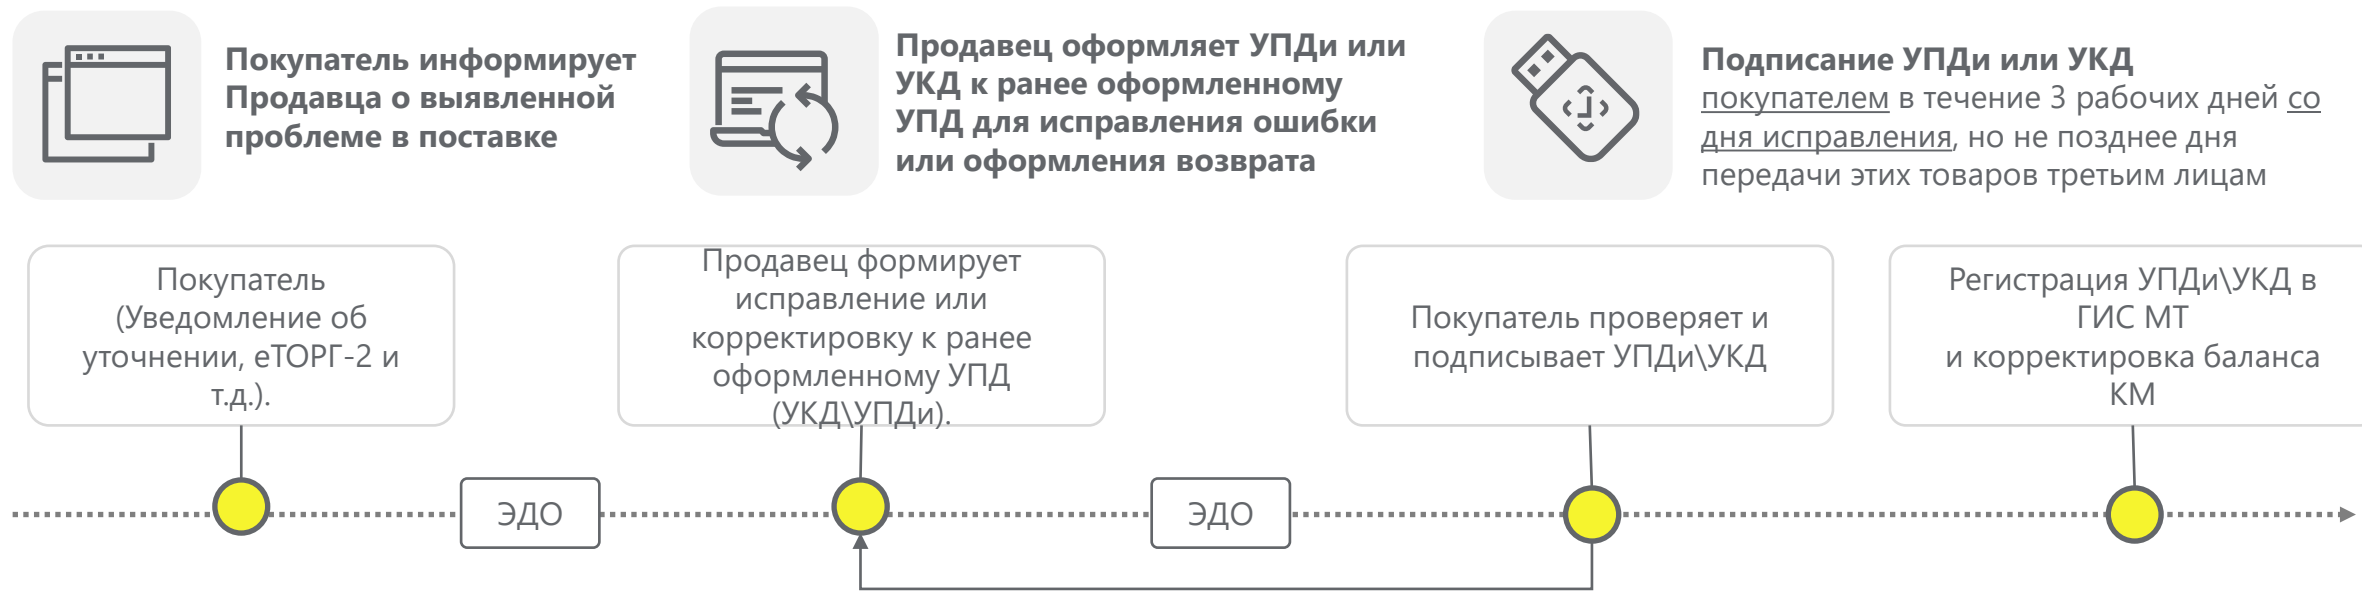 Покупатель информирует
Продавца о выявленной
проблеме в поставке
Продавец оформляет УПДи или
УКД к ранее оформленному
УПД для исправления ошибки
или оформления возврата
Подписание УПДи или УКД
покупателем в течение 3 рабочих дней со
дня исправления, но не позднее дня
передачи этих товаров третьим лицам
Покупатель
(Уведомление об
уточнении, еТОРГ-2 и
т.д.).
Продавец формирует
исправление или
корректировку к ранее
оформленному УПД
(УКД\УПДи).
Покупатель проверяет и
подписывает УПДи\УКД
Регистрация УПДи\УКД в
ГИС МТ
и корректировка баланса
КМ
ЭДО
ЭДО